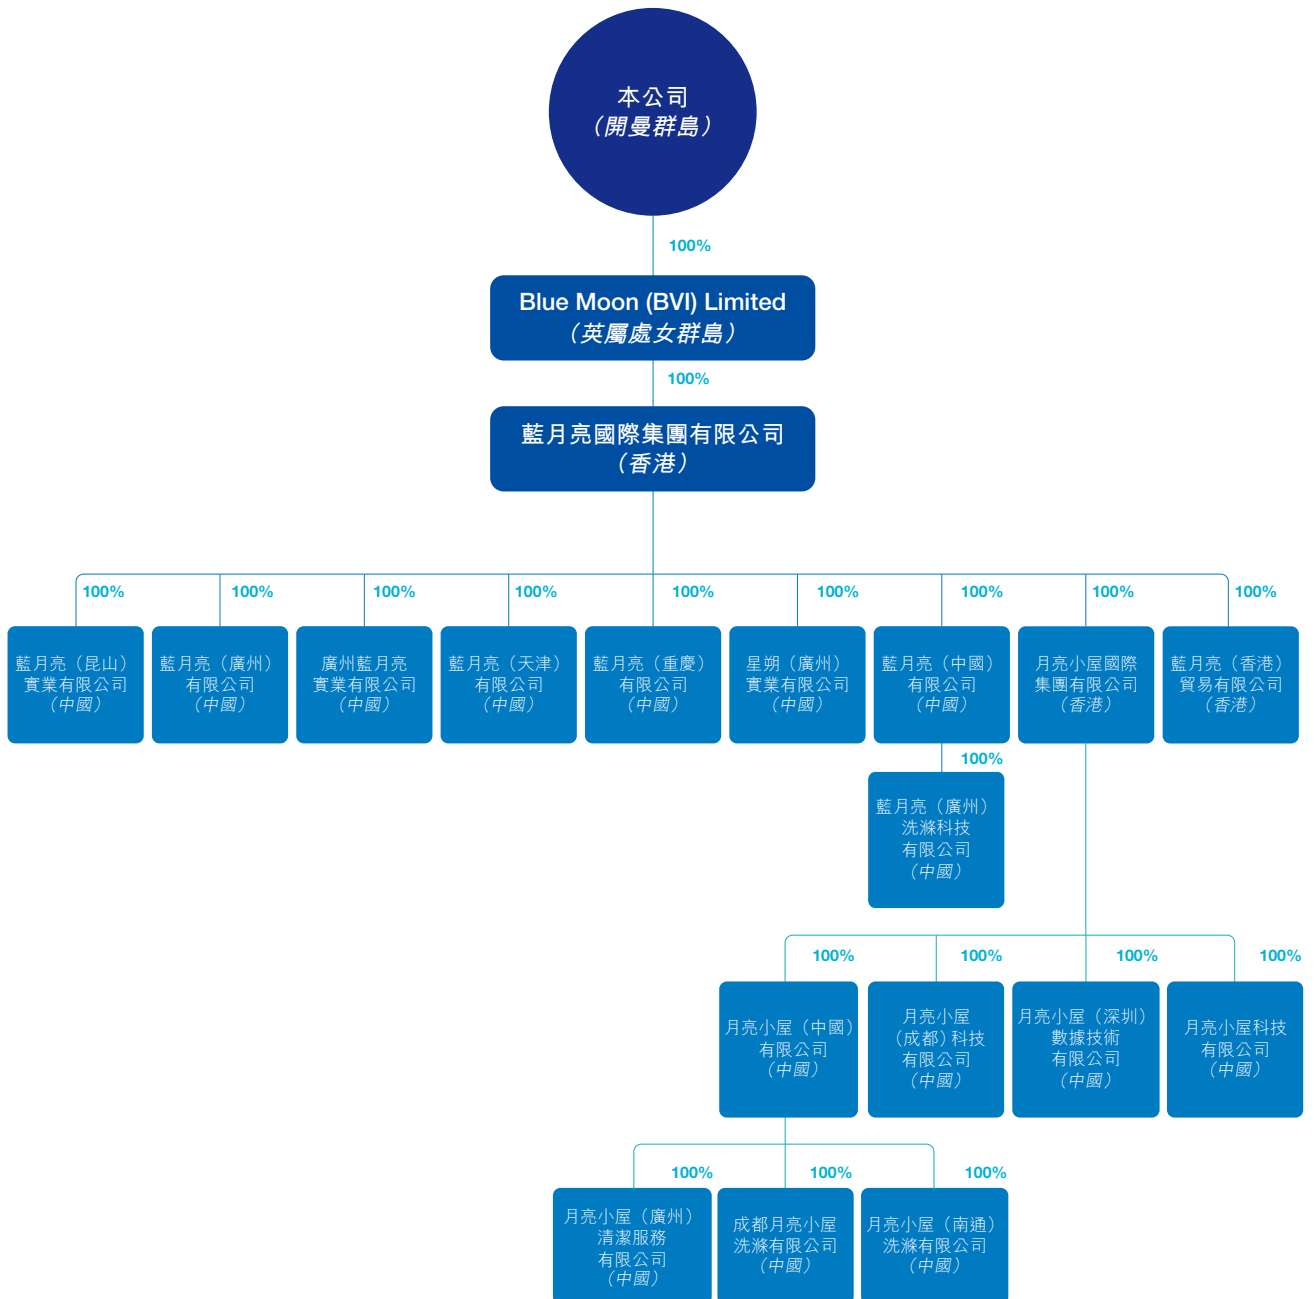 本公司
（開曼群島）
100%
Blue Moon (BVI) Limited
（英屬處女群島）
100%
藍月亮國際集團有限公司
（香港）
100%
100%
100%
100%
100%
100%
100%
100%
100%
藍月亮（昆山）
實業有限公司
（中國）
藍月亮（廣州）
有限公司
（中國）
廣州藍月亮
實業有限公司
（中國）
藍月亮（天津）
有限公司
（中國）
藍月亮（重慶）
有限公司
（中國）
星朔（廣州）
實業有限公司
（中國）
藍月亮（中國）
有限公司
（中國）
月亮小屋國際
集團有限公司
（香港）
藍月亮（香港）
貿易有限公司
（香港）
100%
藍月亮（廣州）
洗滌科技
有限公司
（中國）
100%
100%
100%
100%
月亮小屋（中國）
有限公司
（中國）
月亮小屋
（成都）科技
有限公司
（中國）
月亮小屋（深圳）
數據技術
有限公司
（中國）
月亮小屋科技
有限公司
（中國）
100%
100%
100%
月亮小屋（廣州）
清潔服務
有限公司
（中國）
成都月亮小屋
洗滌有限公司
（中國）
月亮小屋（南通）
洗滌有限公司
（中國）